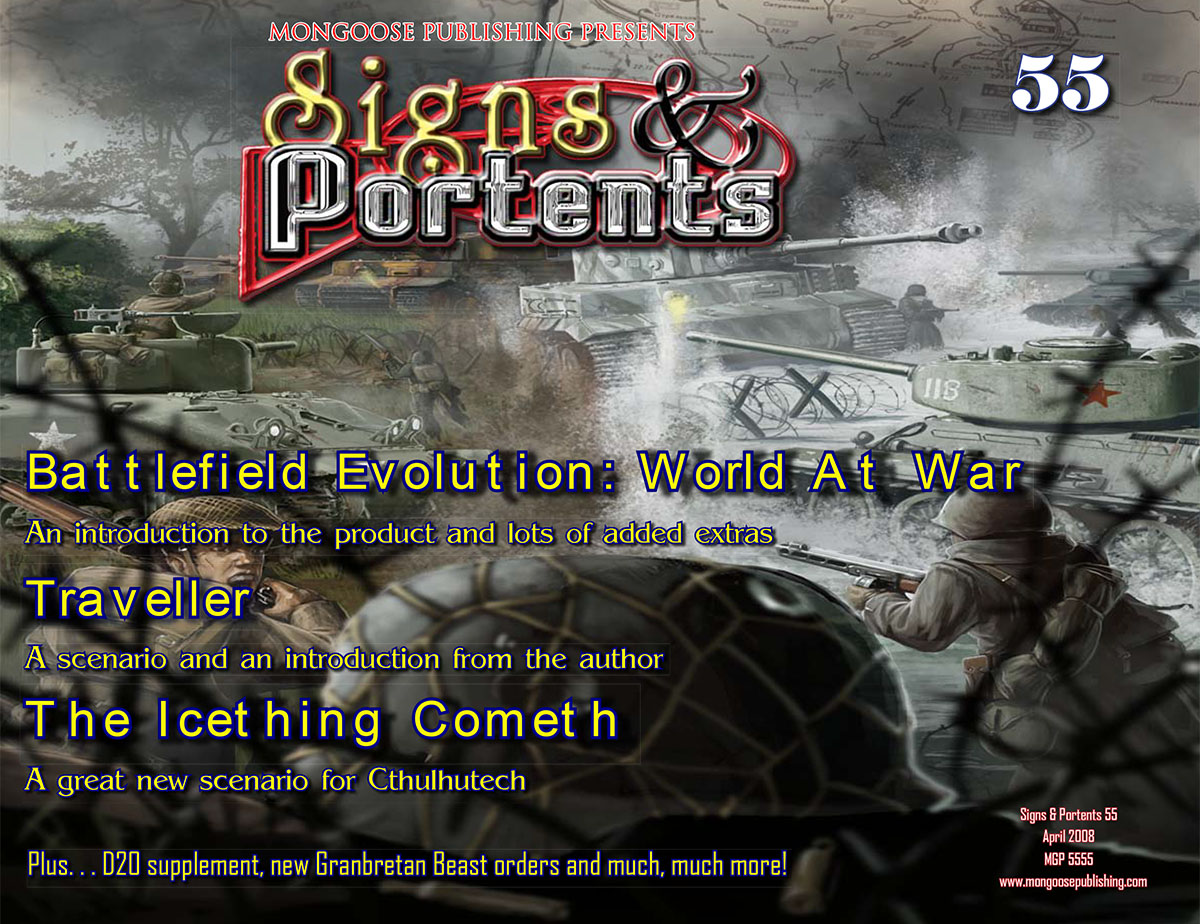 MONGOOSE PUBLISHING PRESENTS
55
Signs &
Portents
118
Battlefield Evolution: World At War
An introduction to the product and lots of added extras
Traveller
A scenario and an introduction from the author
The Icething Cometh
A great new scenario for Cthulhutech
Plus. . . D20 supplement, new Granbretan Beast orders and much, much more!
Signs & Portents 55
April 2008
MGP 5555
www.mongoosepublishing.com